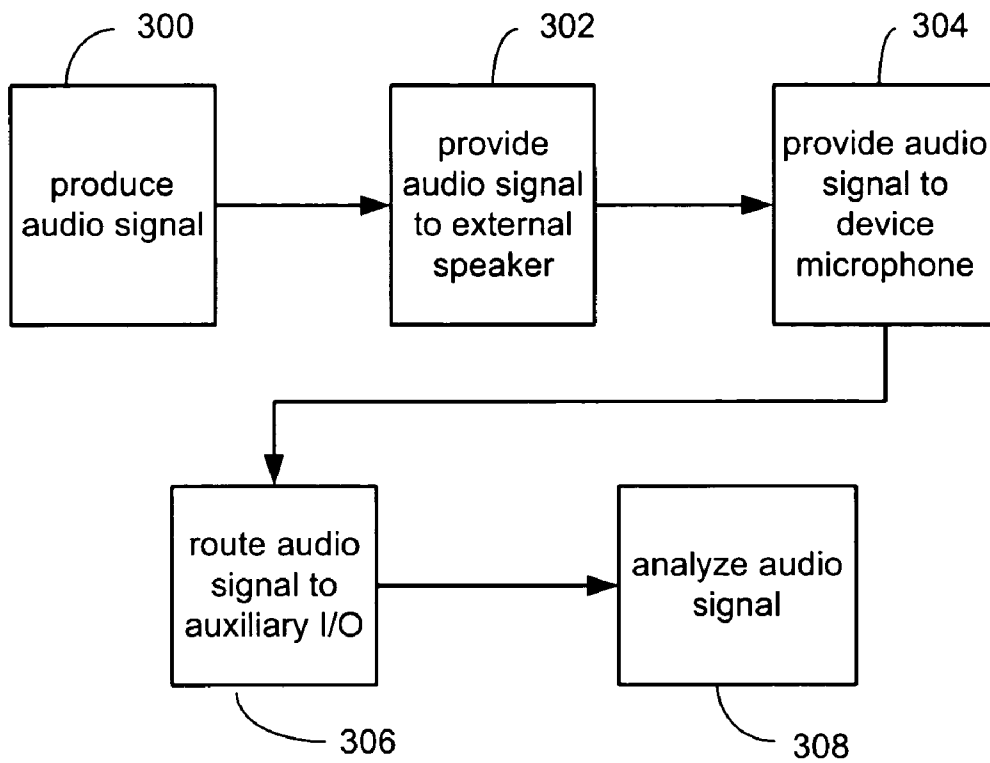 300
302
304
produce
audio signal
provide
audio signal
to external
speaker
provide audio
signal to
device
microphone
route audio
signal to
auxiliary I/O
analyze audio
signal
306
308